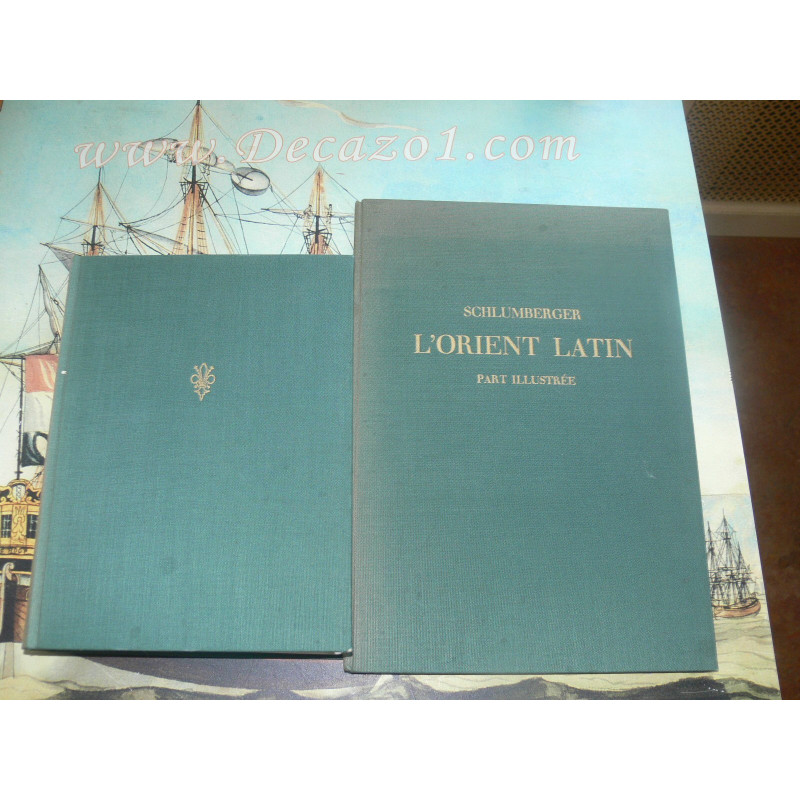 www.Decazo1.com
SCHLUMBERGER
L'ORIENT LATIN
PART ILLUSTRÉE